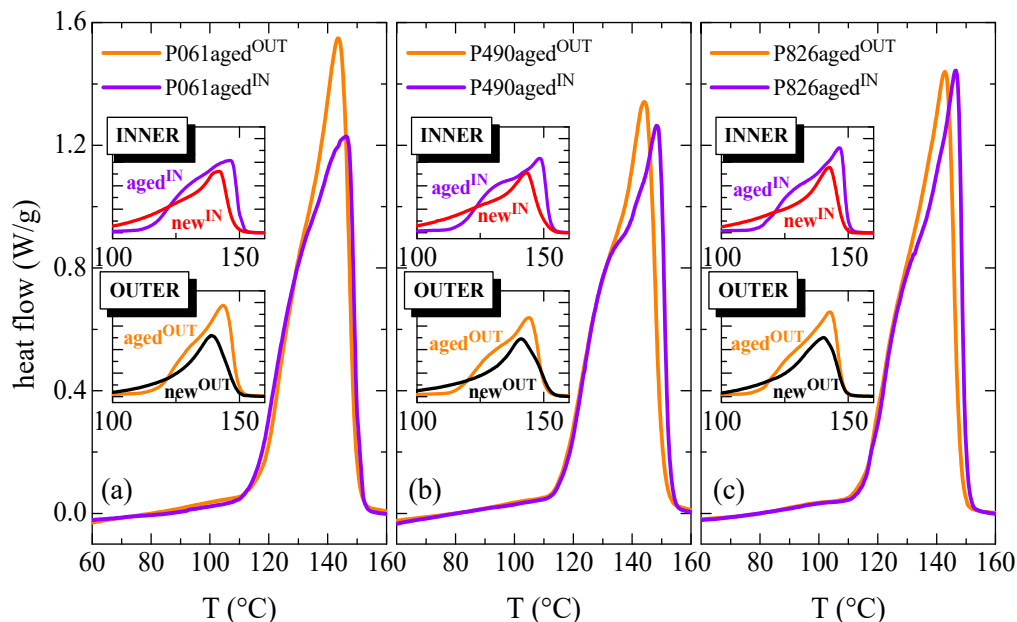 heat flow (W/g)
1.6
1.2
0.8
0.4
0.0
P061aged^OUT
P061aged^IN
INNER
aged^IN
new^IN
100 150
OUTER
aged^OUT
new^OUT
100 150
(a)
60 80 100 120 140 160
T (°C)
P490aged^OUT
P490aged^IN
INNER
aged^IN
new^IN
100 150
OUTER
aged^OUT
new^OUT
100 150
(b)
60 80 100 120 140 160
T (°C)
P826aged^OUT
P826aged^IN
INNER
aged^IN
new^IN
100 150
OUTER
aged^OUT
new^OUT
100 150
(c)
80 100 120 140 160
T (°C)